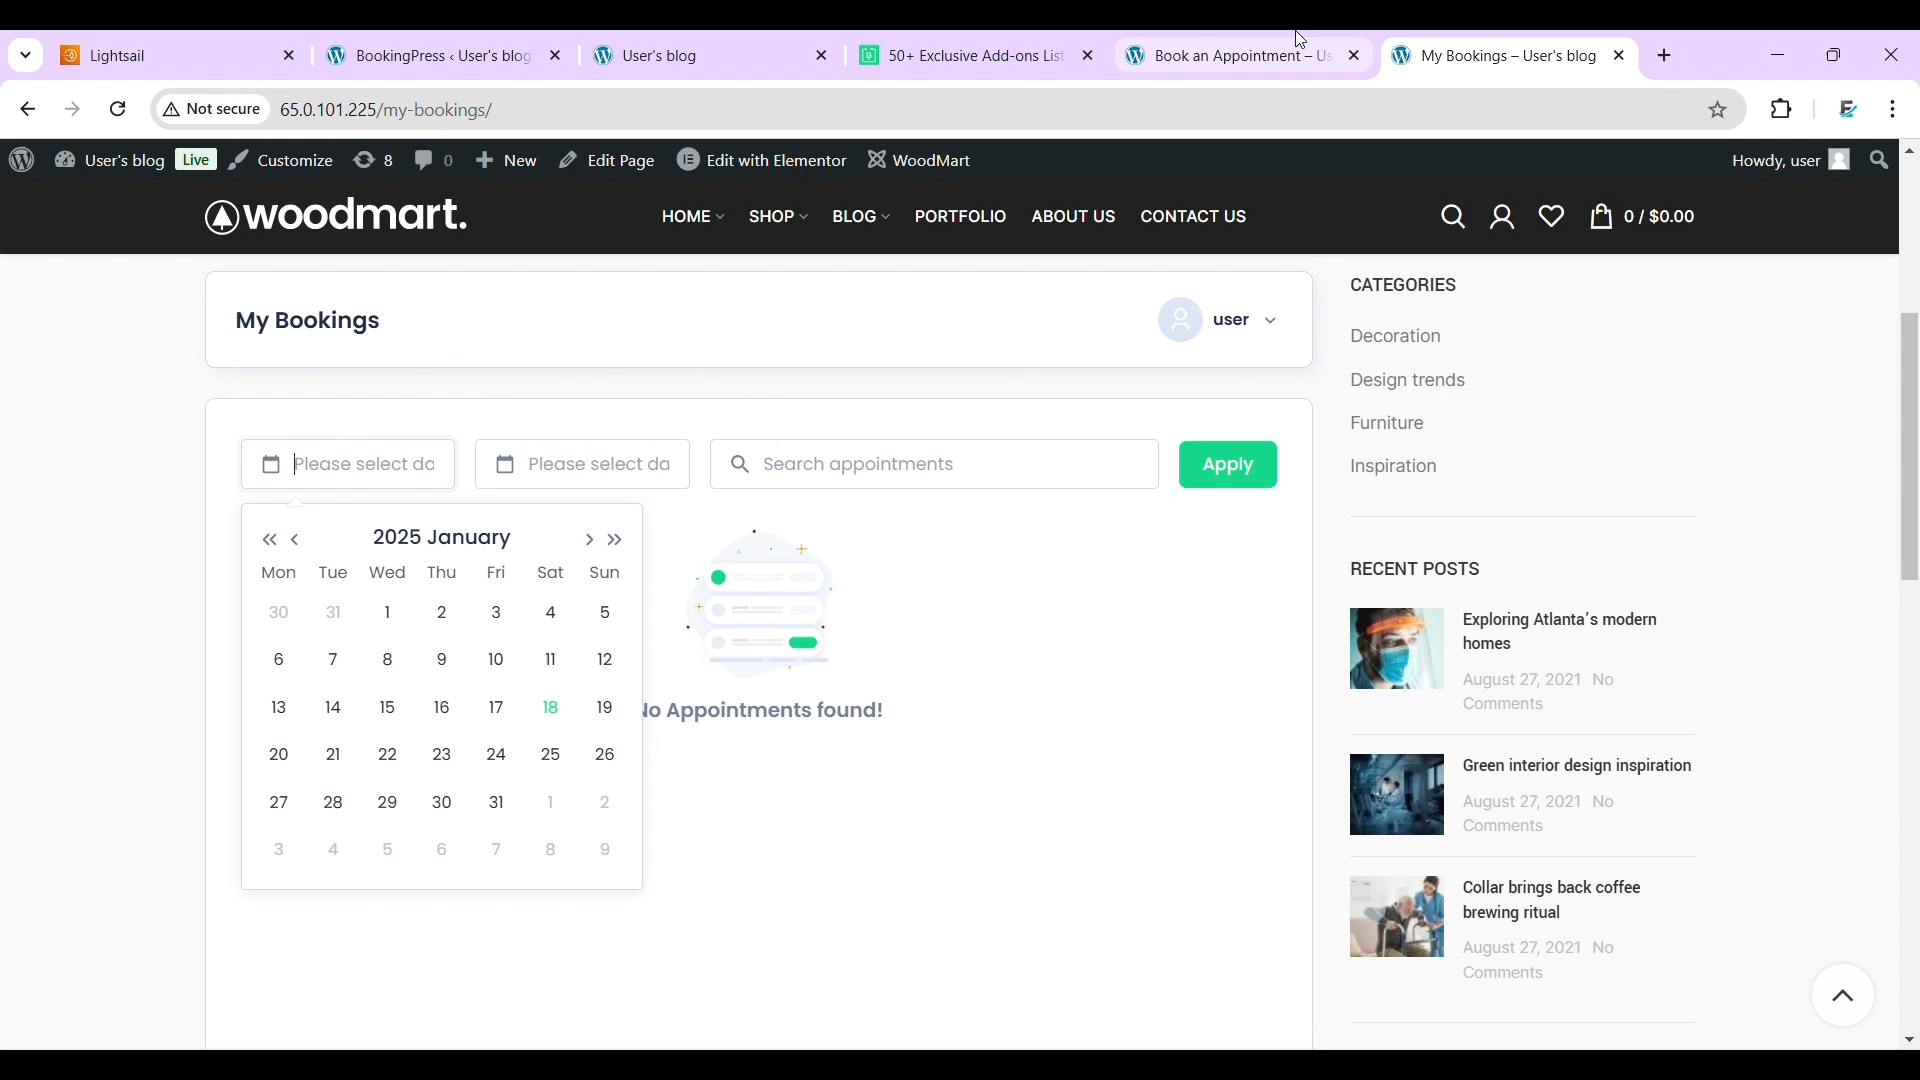 Lightsail
BookingPress ‹ User's blog
User's blog
50+ Exclusive Add-ons List
Book an Appointment – Us
My Bookings – User's blog
Not secure
65.0.101.225/my-bookings/
User's blog
Live
Customize
8
0
New
Edit Page
Edit with Elementor
WoodMart
Howdy, user
woodmart.
HOME
SHOP
BLOG
PORTFOLIO
ABOUT US
CONTACT US
0 / $0.00
My Bookings
user
Please select da
Please select da
Search appointments
Apply
2025 January
Mon Tue Wed Thu Fri Sat Sun
30 31 1 2 3 4 5
6 7 8 9 10 11 12
13 14 15 16 17 18 19
20 21 22 23 24 25 26
27 28 29 30 31 1 2
3 4 5 6 7 8 9
No Appointments found!
CATEGORIES
Decoration
Design trends
Furniture
Inspiration
RECENT POSTS
Exploring Atlanta's modern
homes
August 27, 2021 No
Comments
Green interior design inspiration
August 27, 2021 No
Comments
Collar brings back coffee
brewing ritual
August 27, 2021 No
Comments